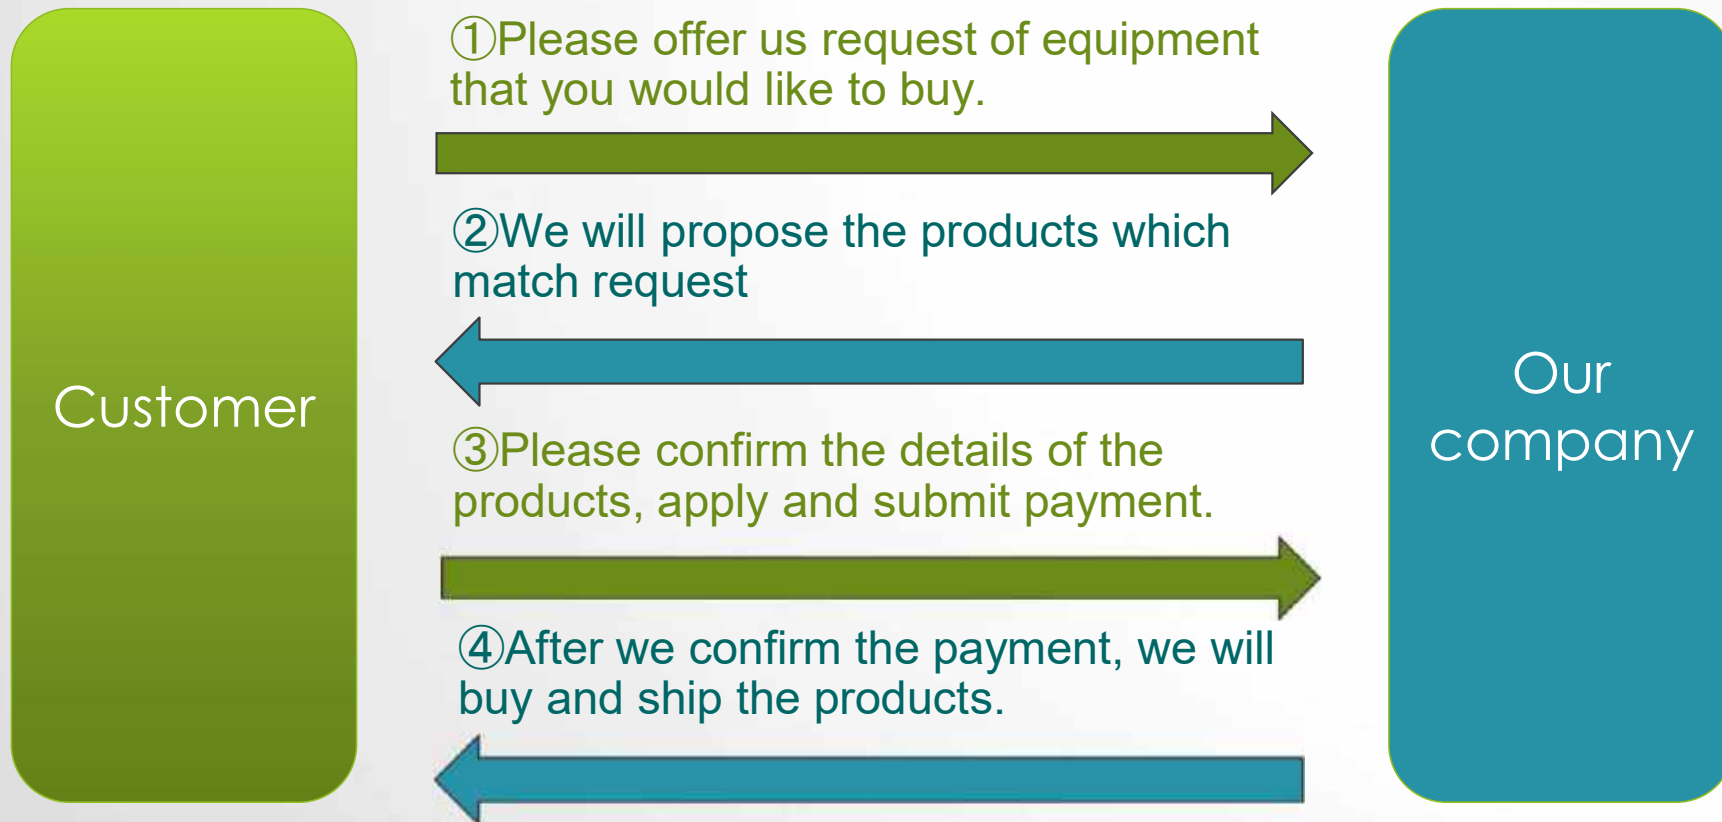 ①Please offer us request of equipment
that you would like to buy.
②We will propose the products which
match request
Customer
Our
company
③Please confirm the details of the
products, apply and submit payment.
④After we confirm the payment, we will
buy and ship the products.